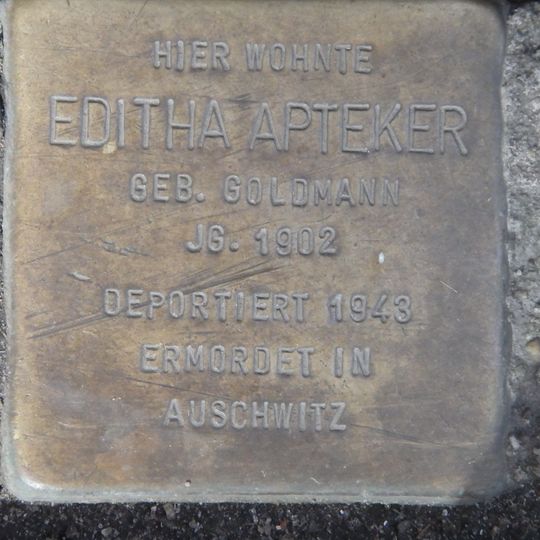 HIER WOHNTE
EDITHA APTEKER
GEB. GOLDMANN
JG. 1902
DEPORTIERT 1943
ERMORDET IN
AUSCHWITZ